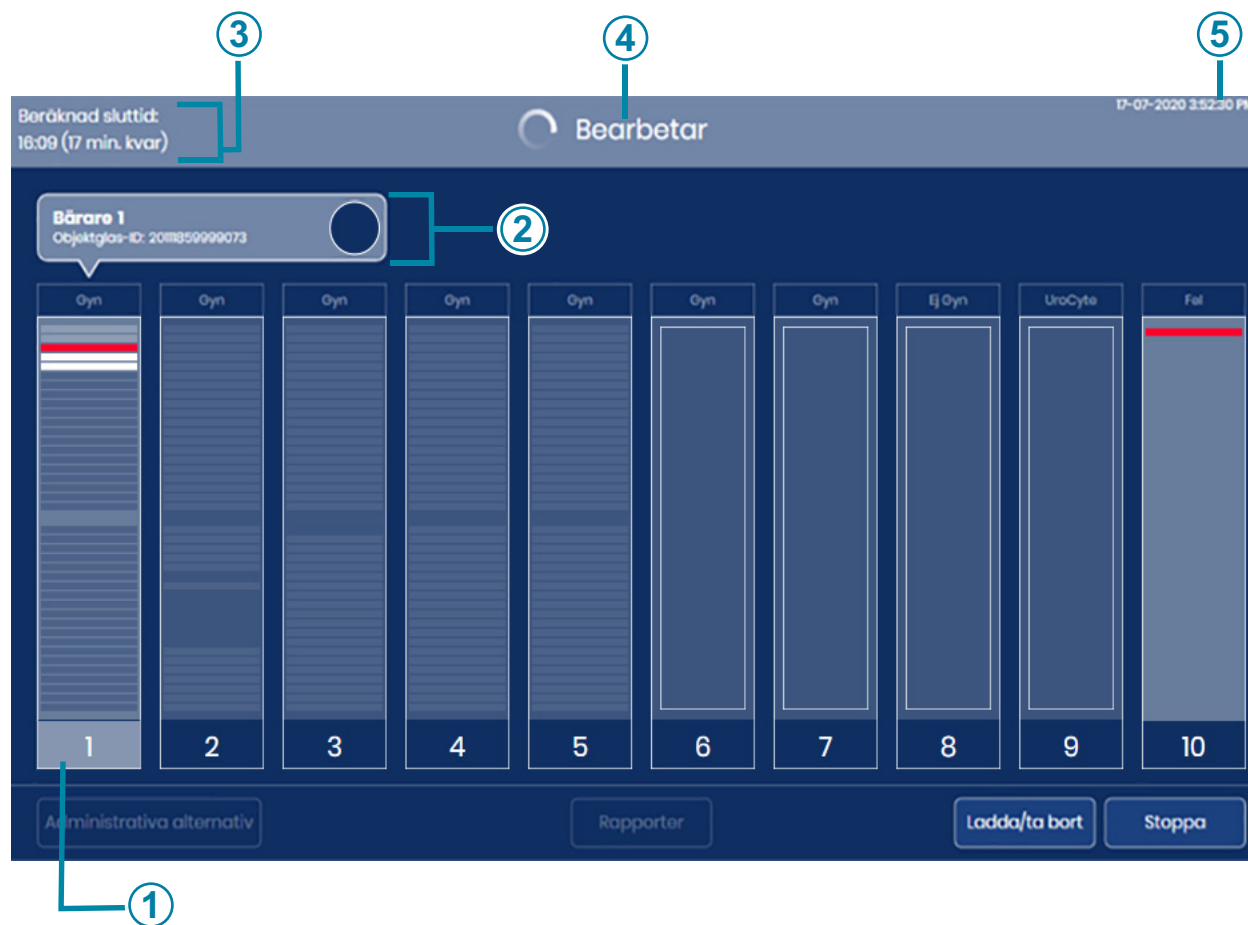 3
4
5
Beräknad sluttid:
16:09 (17 min. kvar)
Bearbetar
17-07-2020 3:52:30 PM
Bärare 1
Objektglas-ID: 20111859999073
2
Gyn
Gyn
Gyn
Gyn
Gyn
Gyn
Gyn
Ej Gyn
UroCyte
Fel
1
2
3
4
5
6
7
8
9
10
Administrativa alternativ
Rapporter
Ladda/ta bort
Stoppa
1